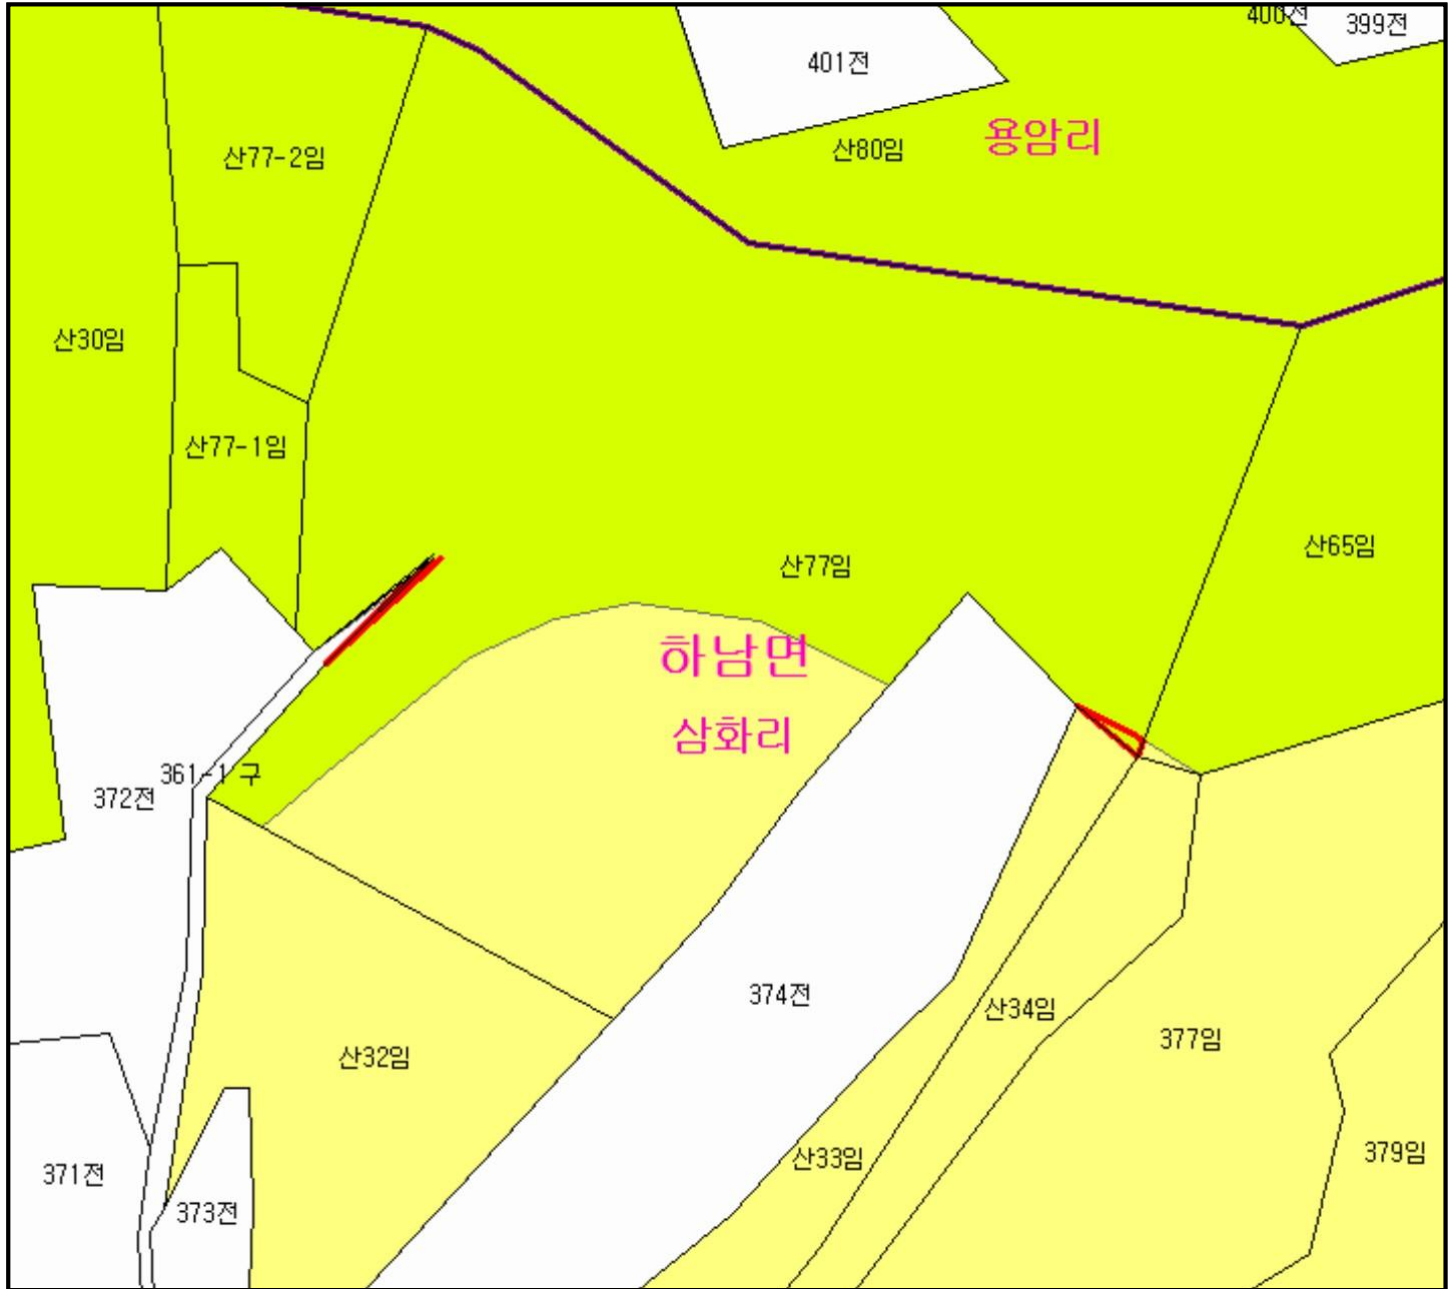 400전
399전
401전
용암리
산80임
산77-2임
산30임
산77-1임
산65임
산77임
하남면
삼화리
361-1 구
372전
374전
산34임
377임
산32임
379임
산33임
371전
373전